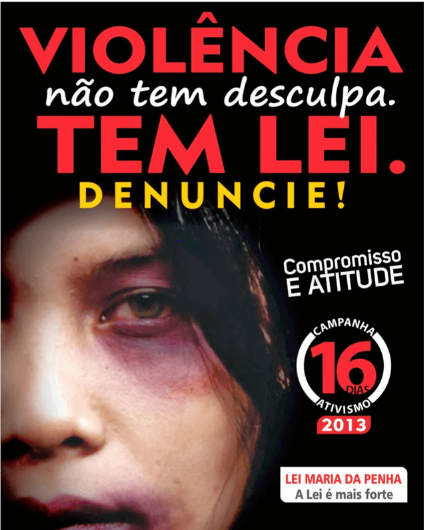 VIOLÊNCIA
não tem desculpa.
TEM LEI.
DENUNCIE!
Compromisso
E ATITUDE
CAMPANHA
16
DIAS
ATIVISMO
2013
LEI MARIA DA PENHA
A Lei é mais forte